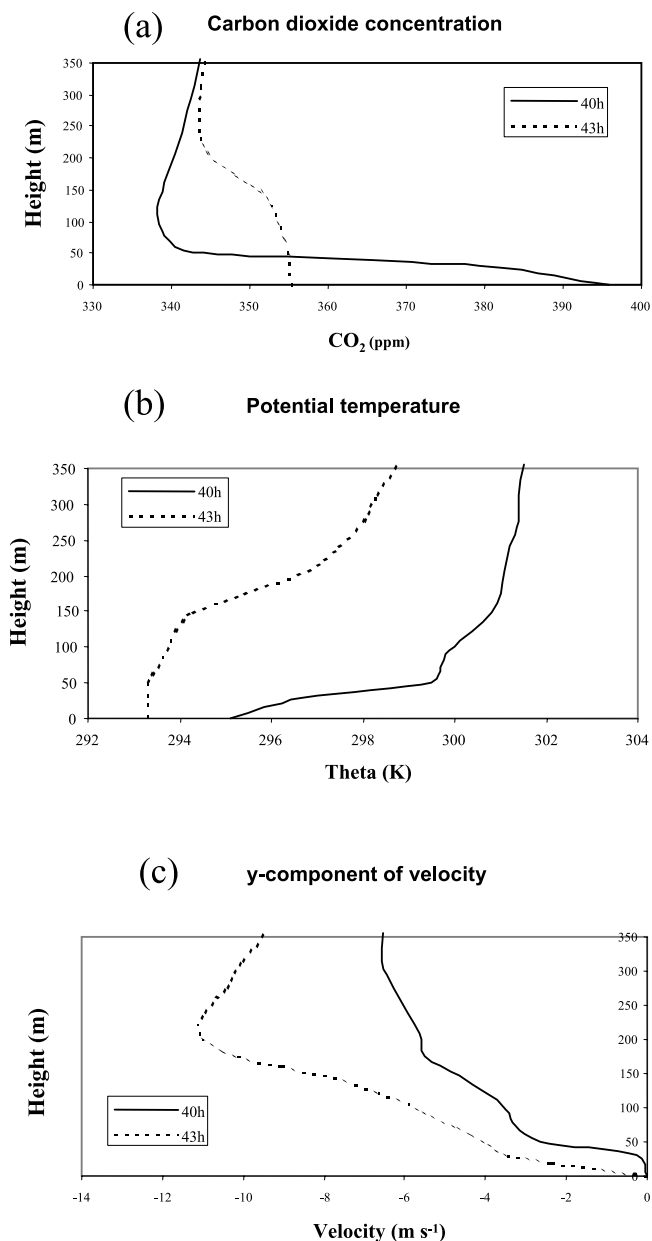 (a) Carbon dioxide concentration
350
300
250
200
150
100
50
0
Height (m)
40h
43h
330 340 350 360 370 380 390 400
CO₂ (ppm)
(b) Potential temperature
350
300
250
200
150
100
50
0
Height (m)
40h
43h
292 294 296 298 300 302 304
Theta (K)
(c) y-component of velocity
350
300
250
200
150
100
50
0
Height (m)
40h
43h
-14 -12 -10 -8 -6 -4 -2 0
Velocity (m s⁻¹)